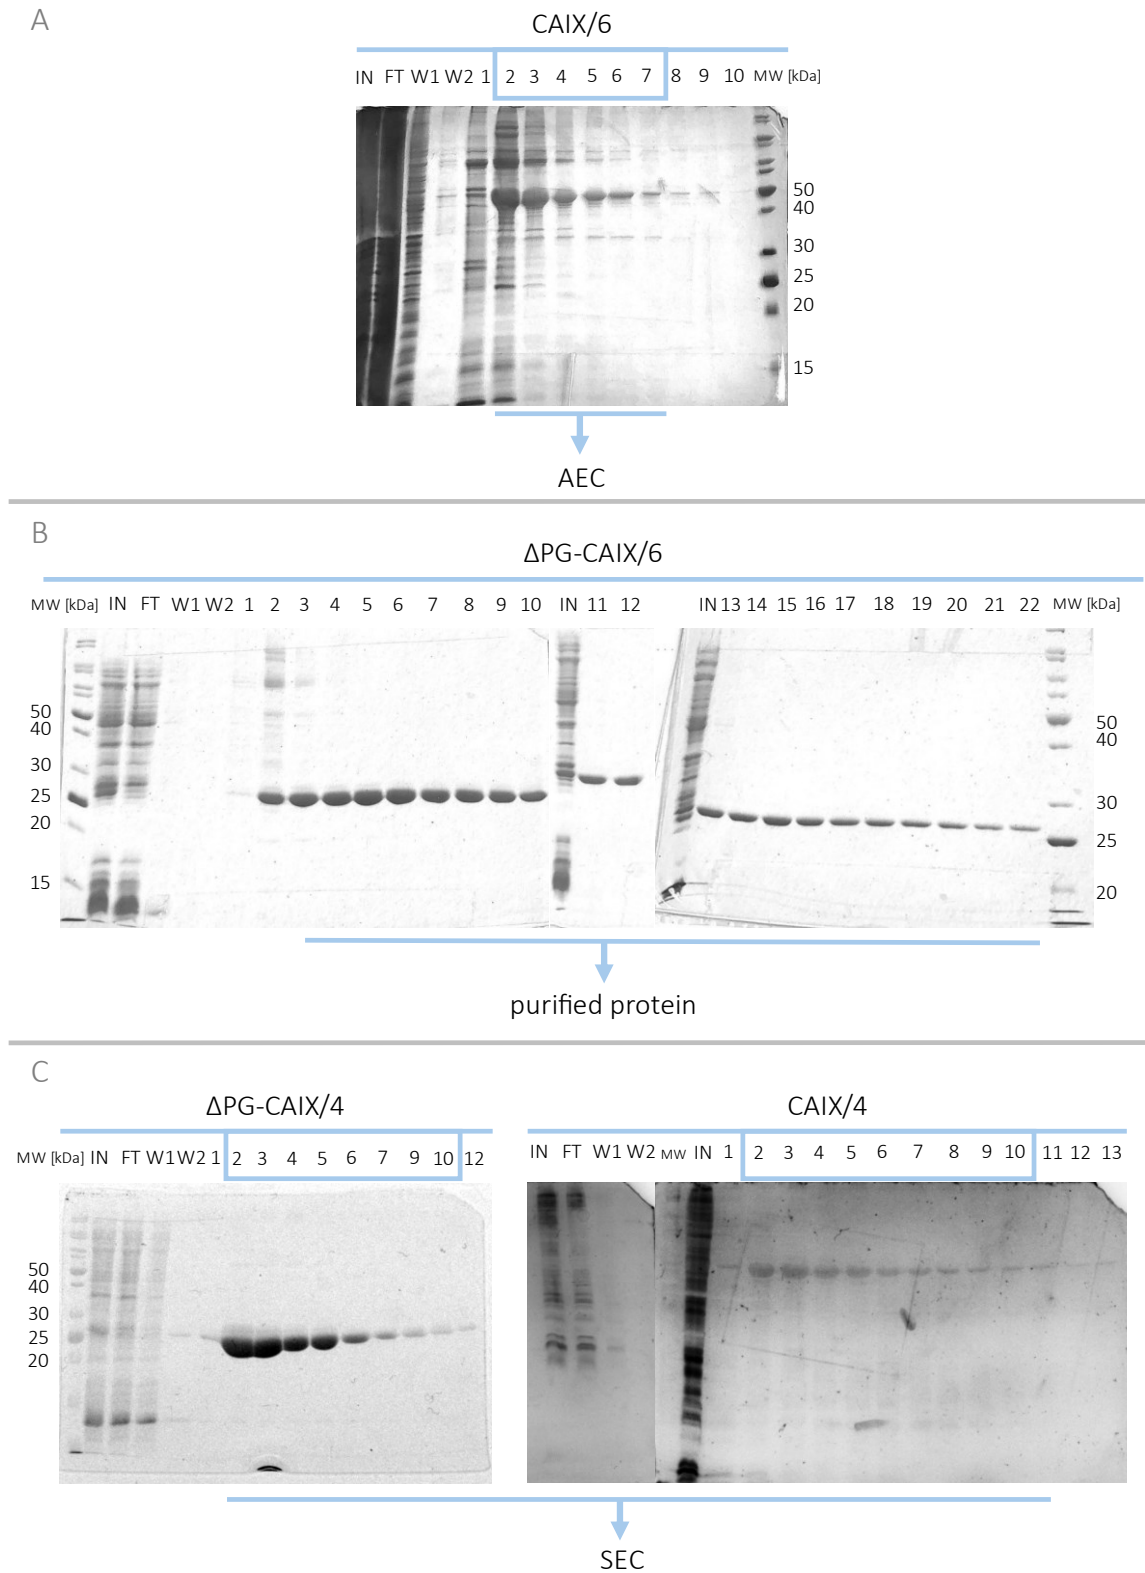 A
CAIX/6
IN FT W1 W2 1 2 3 4 5 6 7 8 9 10 MW [kDa]
50
40
30
25
20
15
AEC
B
ΔPG-CAIX/6
MW [kDa] IN FT W1 W2 1 2 3 4 5 6 7 8 9 10 IN 11 12 IN 13 14 15 16 17 18 19 20 21 22 MW [kDa]
50
40
30
25
20
15
50
40
30
25
20
purified protein
C
ΔPG-CAIX/4
MW [kDa] IN FT W1 W2 1 2 3 4 5 6 7 9 10 12
50
40
30
25
20
CAIX/4
IN FT W1 W2 MW IN 1 2 3 4 5 6 7 8 9 10 11 12 13
SEC